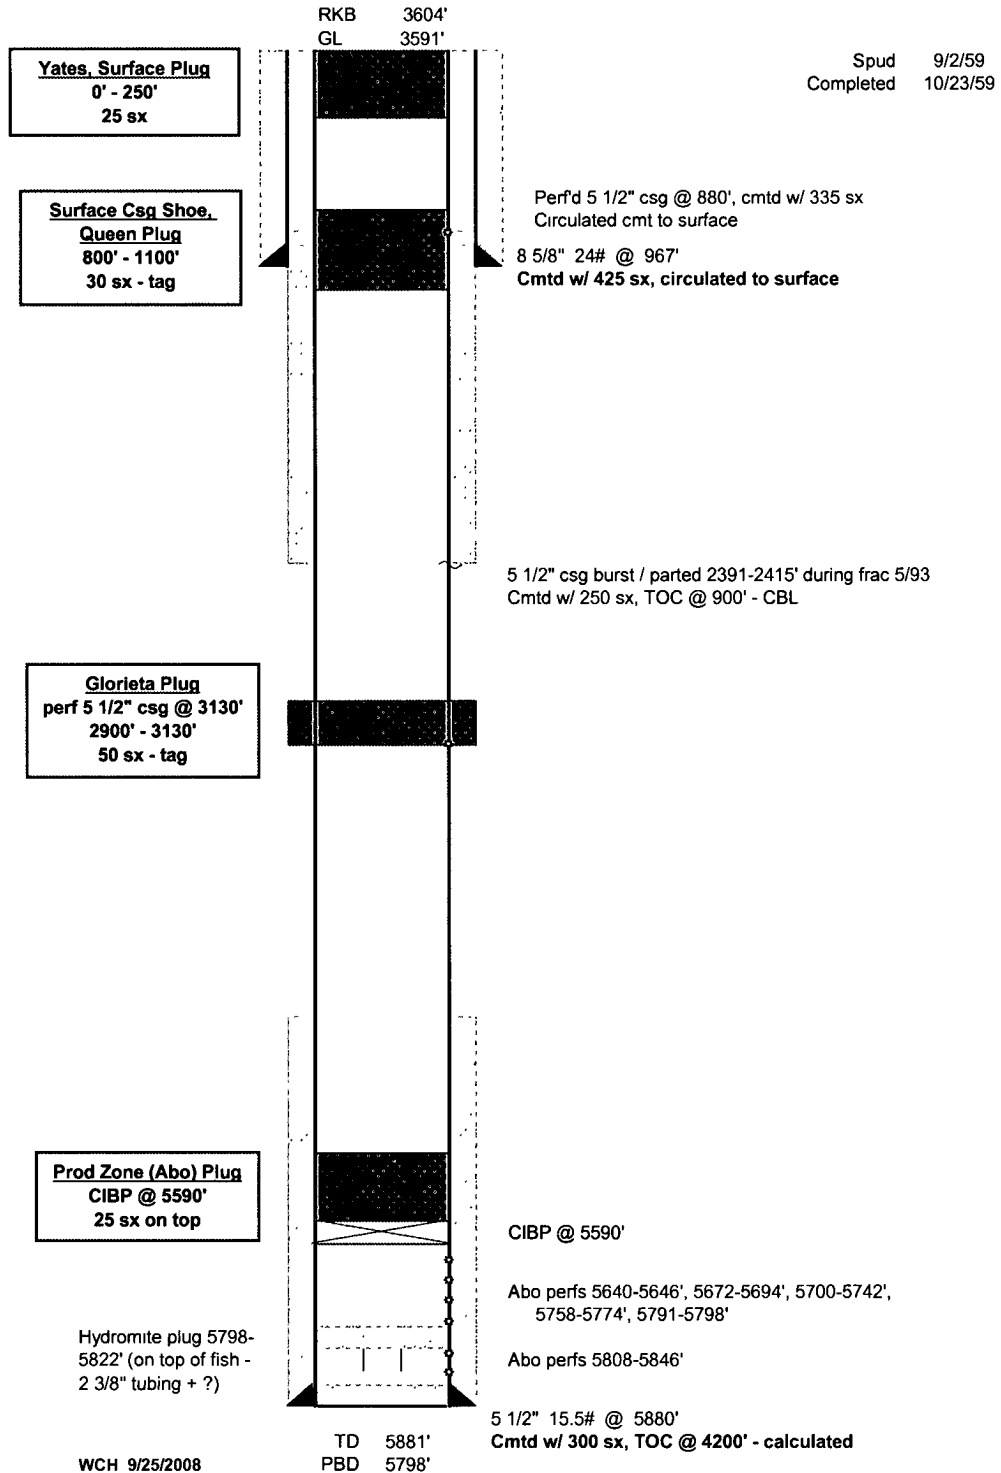 RKB 3604'
GL 3591'
Spud 9/2/59
Completed 10/23/59
Yates, Surface Plug
0' - 250'
25 sx
Perf'd 5 1/2" csg @ 880', cmtd w/ 335 sx
Circulated cmt to surface
Surface Csg Shoe,
Queen Plug
800' - 1100'
30 sx - tag
8 5/8" 24# @ 967'
Cmtd w/ 425 sx, circulated to surface
5 1/2" csg burst / parted 2391-2415' during frac 5/93
Cmtd w/ 250 sx, TOC @ 900' - CBL
Glorieta Plug
perf 5 1/2" csg @ 3130'
2900' - 3130'
50 sx - tag
Prod Zone (Abo) Plug
CIBP @ 5590'
25 sx on top
CIBP @ 5590'
Abo perfs 5640-5646', 5672-5694', 5700-5742',
5758-5774', 5791-5798'
Hydromite plug 5798-
5822' (on top of fish -
2 3/8" tubing + ?)
Abo perfs 5808-5846'
5 1/2" 15.5# @ 5880'
Cmtd w/ 300 sx, TOC @ 4200' - calculated
TD 5881'
PBD 5798'
WCH 9/25/2008